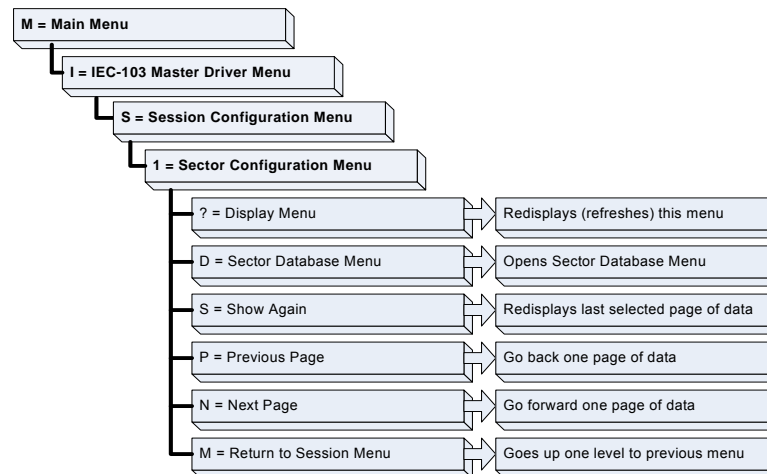 M = Main Menu
I = IEC-103 Master Driver Menu
S = Session Configuration Menu
1 = Sector Configuration Menu
? = Display Menu
Redisplays (refreshes) this menu
D = Sector Database Menu
Opens Sector Database Menu
S = Show Again
Redisplays last selected page of data
P = Previous Page
Go back one page of data
N = Next Page
Go forward one page of data
M = Return to Session Menu
Goes up one level to previous menu